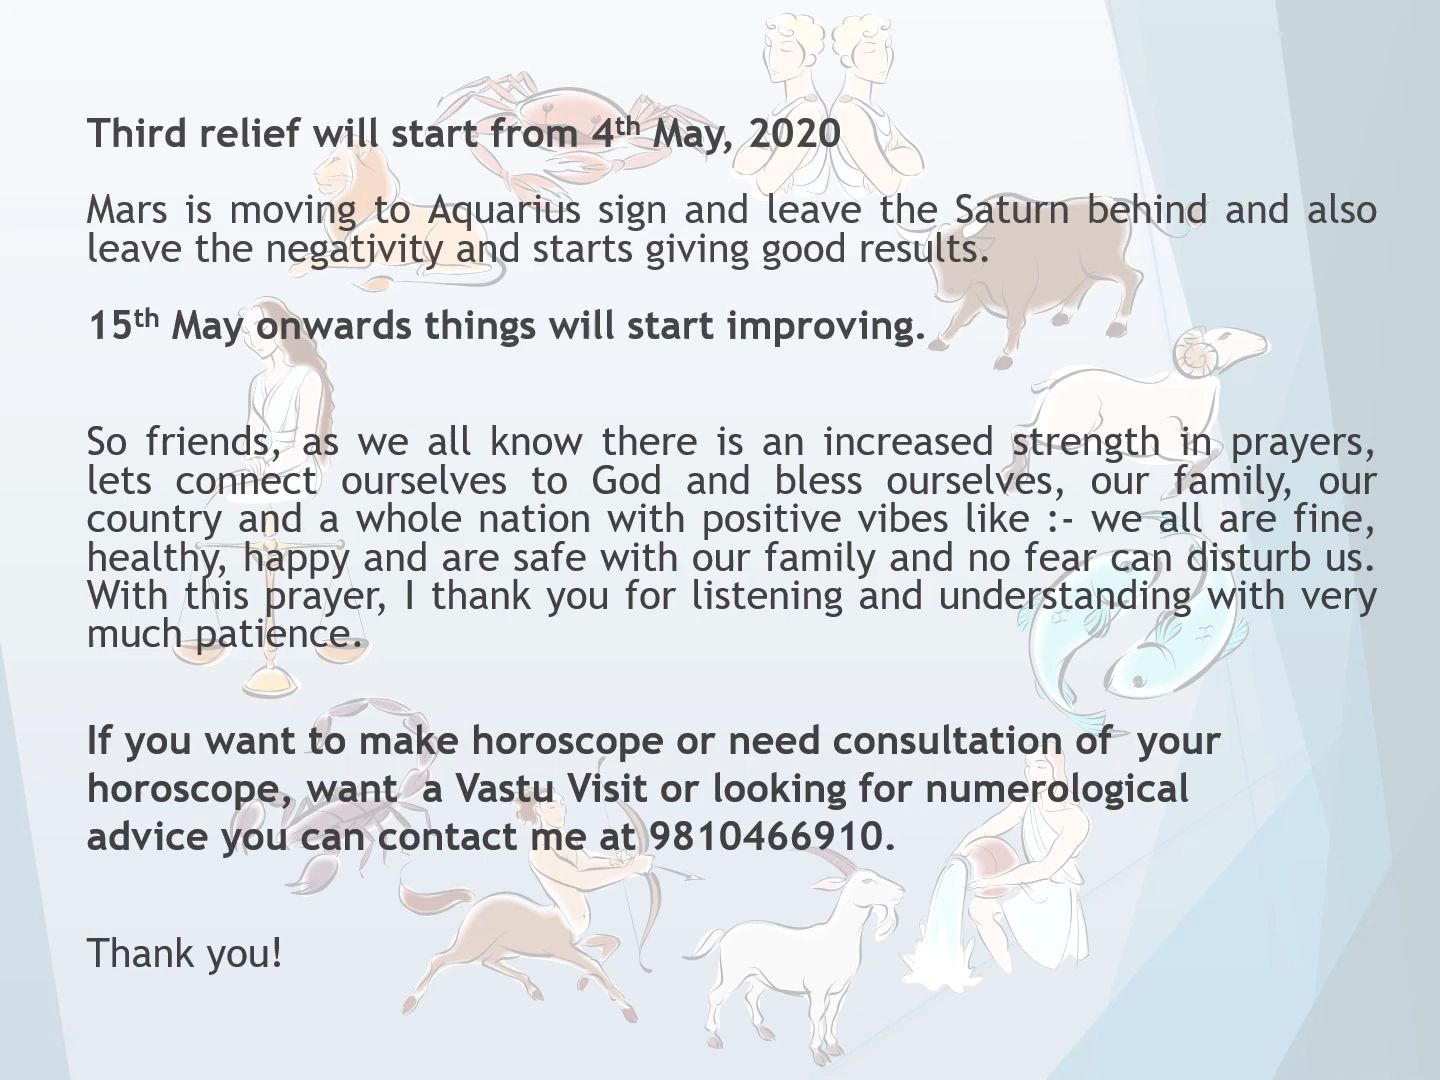 Third relief will start from 4th May, 2020
Mars is moving to Aquarius sign and leave the Saturn behind and also
leave the negativity and starts giving good results.
15th May onwards things will start improving.
So friends, as we all know there is an increased strength in prayers,
lets connect ourselves to God and bless ourselves, our family, our
country and a whole nation with positive vibes like :- we all are fine,
healthy, happy and are safe with our family and no fear can disturb us.
With this prayer, I thank you for listening and understanding with very
much patience.
If you want to make horoscope or need consultation of  your
horoscope, want  a Vastu Visit or looking for numerological
advice you can contact me at 9810466910.
Thank you!